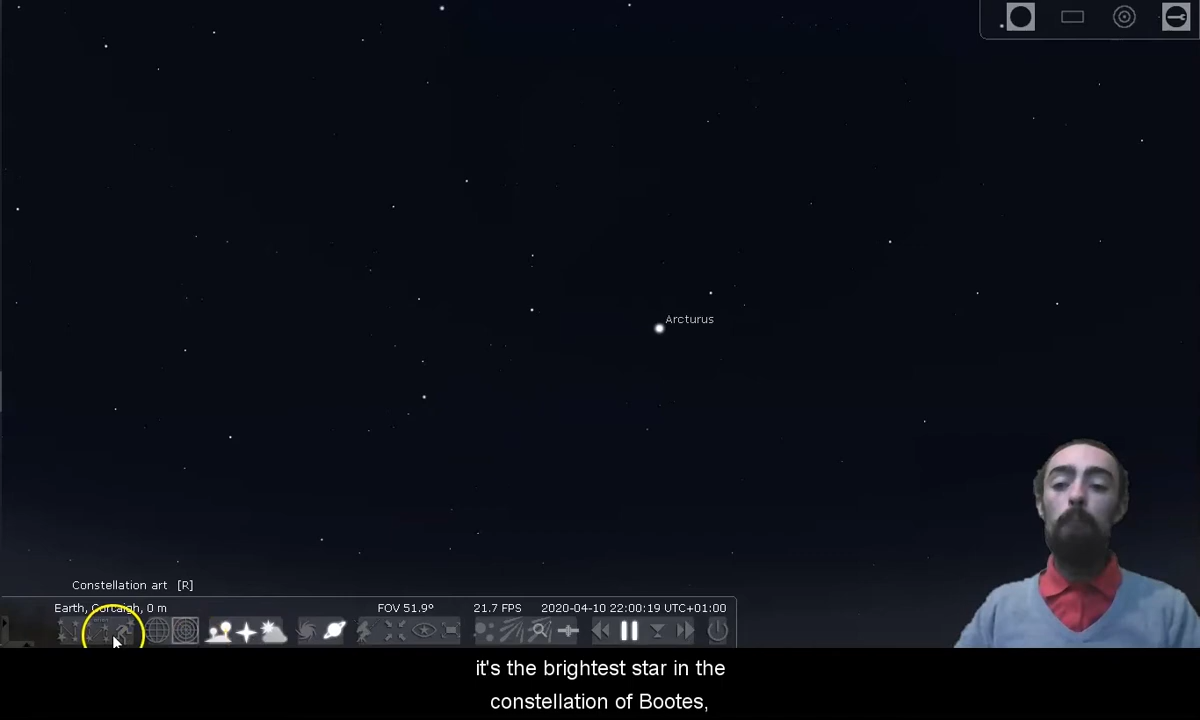 Arcturus
Constellation art [R]
Earth, Corcaigh, 0 m FOV 51.9° 21.7 FPS 2020-04-10 22:00:19 UTC+01:00
it's the brightest star in the
constellation of Bootes,